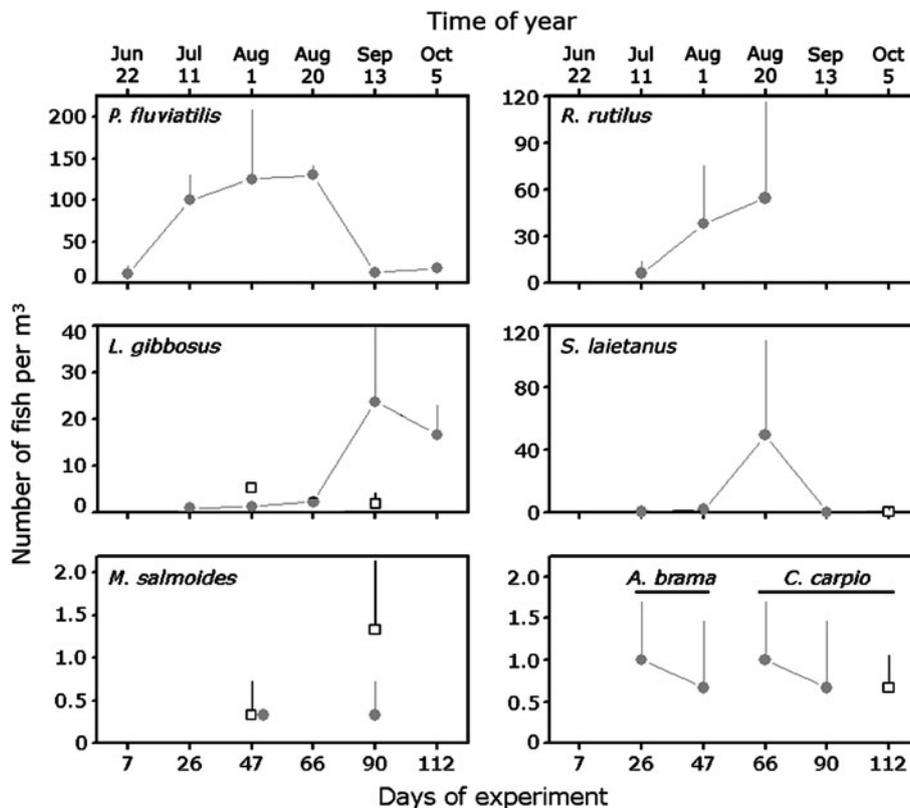 Time of year
Jun Jul Aug Aug Sep Oct
22 11 1 20 13 5
Jun Jul Aug Aug Sep Oct
22 11 1 20 13 5
Number of fish per m³
P. fluviatilis
200
150
100
50
0
R. rutilus
120
90
60
30
0
L. gibbosus
40
30
20
10
0
S. laietanus
120
80
40
0
M. salmoides
2.0
1.5
1.0
0.5
0
A. brama C. carpio
2.0
1.5
1.0
0.5
0
7 26 47 66 90 112
7 26 47 66 90 112
Days of experiment